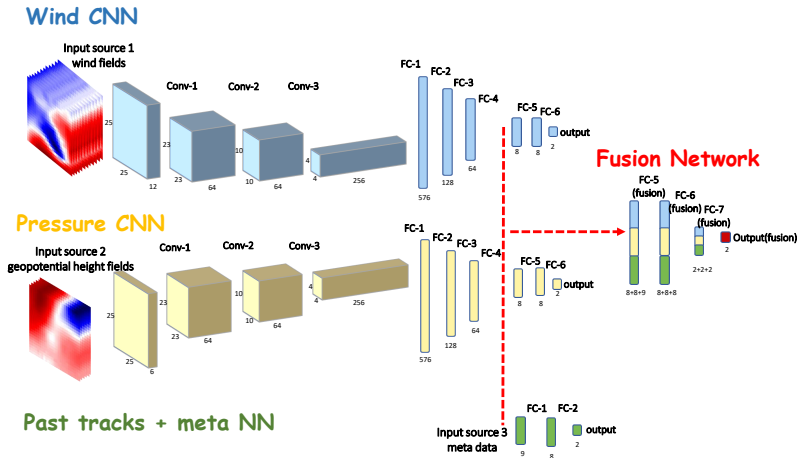 Wind CNN
Input source 1
wind fields
Conv-1
Conv-2
Conv-3
FC-1
FC-2
FC-3
FC-4
FC-5
FC-6
output
25
25
12
23
23
64
10
10
64
4
4
256
576
128
64
8
8
2
Fusion Network
FC-5
(fusion)
FC-6
(fusion)
FC-7
(fusion)
Output(fusion)
2
2+2+2
8+8+9
8+8+8
Pressure CNN
Input source 2
geopotential height fields
Conv-1
Conv-2
Conv-3
FC-1
FC-2
FC-3
FC-4
FC-5
FC-6
output
25
25
6
23
23
64
10
10
64
4
4
256
576
128
64
8
8
2
Past tracks + meta NN
Input source 3
meta data
FC-1
FC-2
output
9
8
2